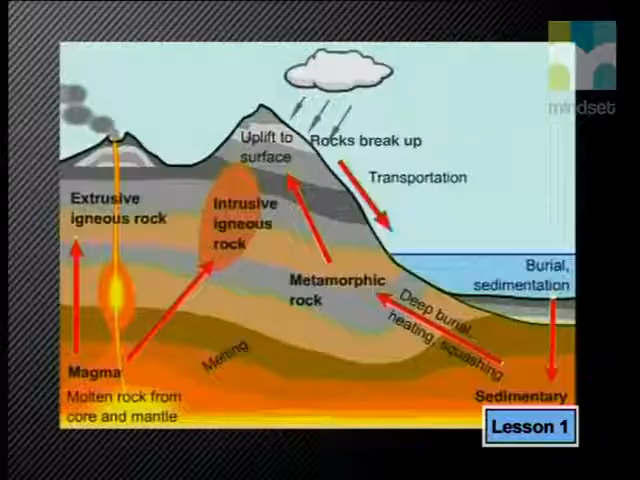 mindset
Uplift to
surface
Rocks break up
Transportation
Extrusive
igneous rock
Intrusive
igneous
rock
Metamorphic
rock
Burial,
sedimentation
Deep burial,
heating, squashing
Melting
Magma
Molten rock from
core and mantle
Sedimentary
Lesson 1